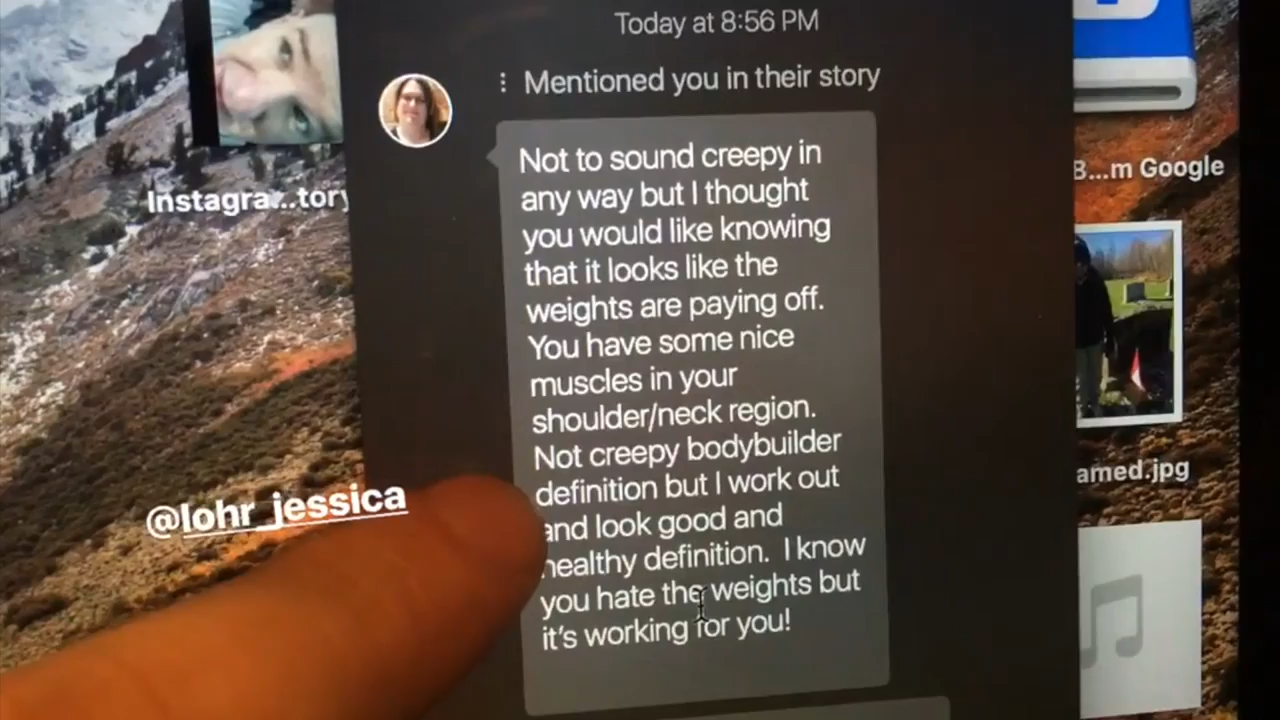 Today at 8:56 PM
Mentioned you in their story
Not to sound creepy in
any way but I thought
you would like knowing
that it looks like the
weights are paying off.
You have some nice
muscles in your
shoulder/neck region.
Not creepy bodybuilder
definition but I work out
and look good and
healthy definition. I know
you hate the weights but
it's working for you!
Instagra...tory
@lohr_jessica
B...m Google
amed.jpg